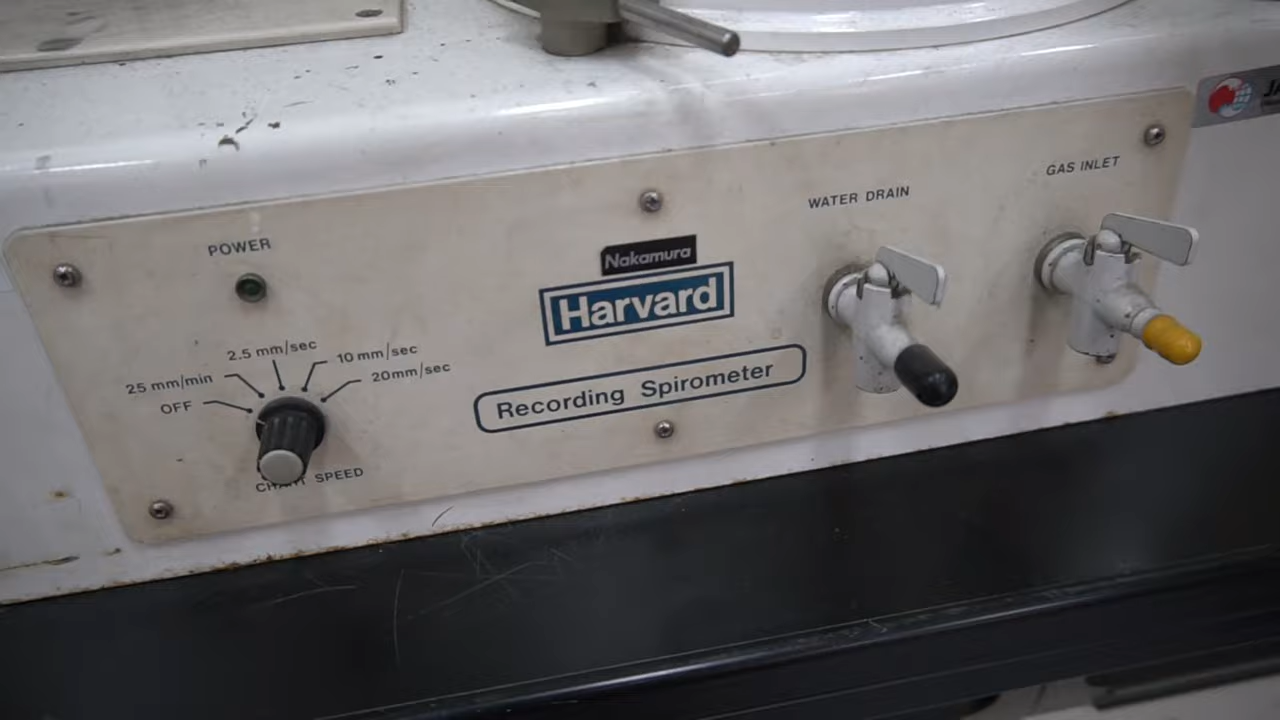 POWER
2.5 mm/sec
10 mm/sec
25 mm/min
20mm/sec
OFF
CHART SPEED
Nakamura
Harvard
Recording Spirometer
WATER DRAIN
GAS INLET